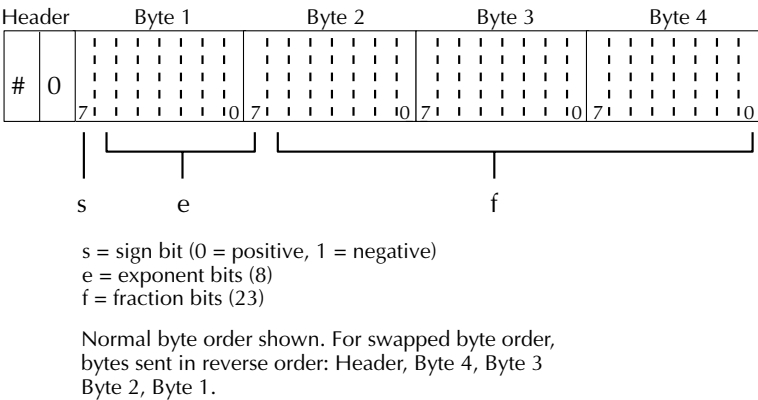 Header Byte 1 Byte 2 Byte 3 Byte 4
# 0
7 0 7 0 7 0 7 0
s e f
s = sign bit (0 = positive, 1 = negative)
e = exponent bits (8)
f = fraction bits (23)
Normal byte order shown. For swapped byte order,
bytes sent in reverse order: Header, Byte 4, Byte 3
Byte 2, Byte 1.